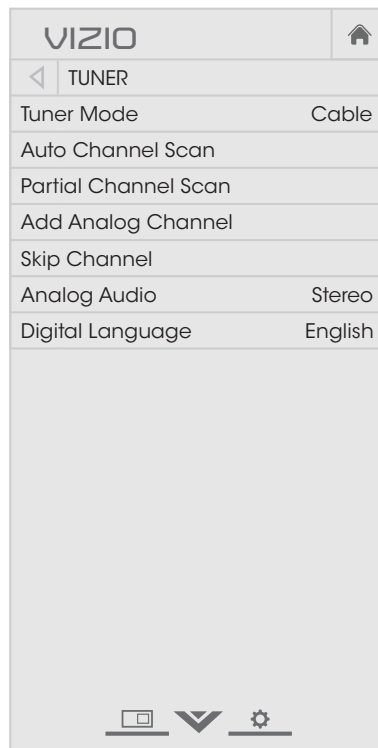 VIZIO
TUNER
Tuner Mode Cable
Auto Channel Scan
Partial Channel Scan
Add Analog Channel
Skip Channel
Analog Audio Stereo
Digital Language English